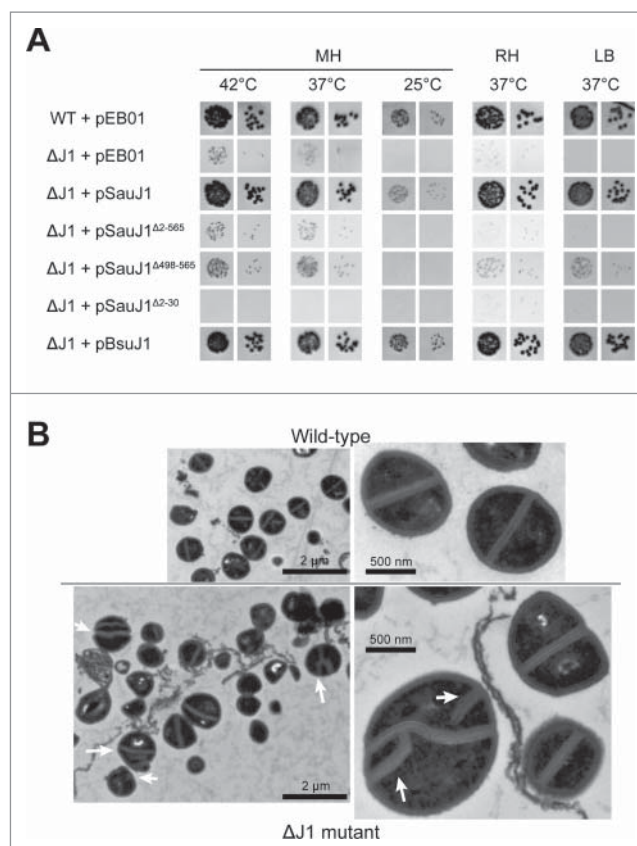 A
MH RH LB
42°C 37°C 25°C 37°C 37°C
WT + pEB01
ΔJ1 + pEB01
ΔJ1 + pSauJ1
ΔJ1 + pSauJ1Δ2-565
ΔJ1 + pSauJ1Δ498-565
ΔJ1 + pSauJ1Δ2-30
ΔJ1 + pBsuJ1
B
Wild-type
2 µm
500 nm
500 nm
2 µm
ΔJ1 mutant